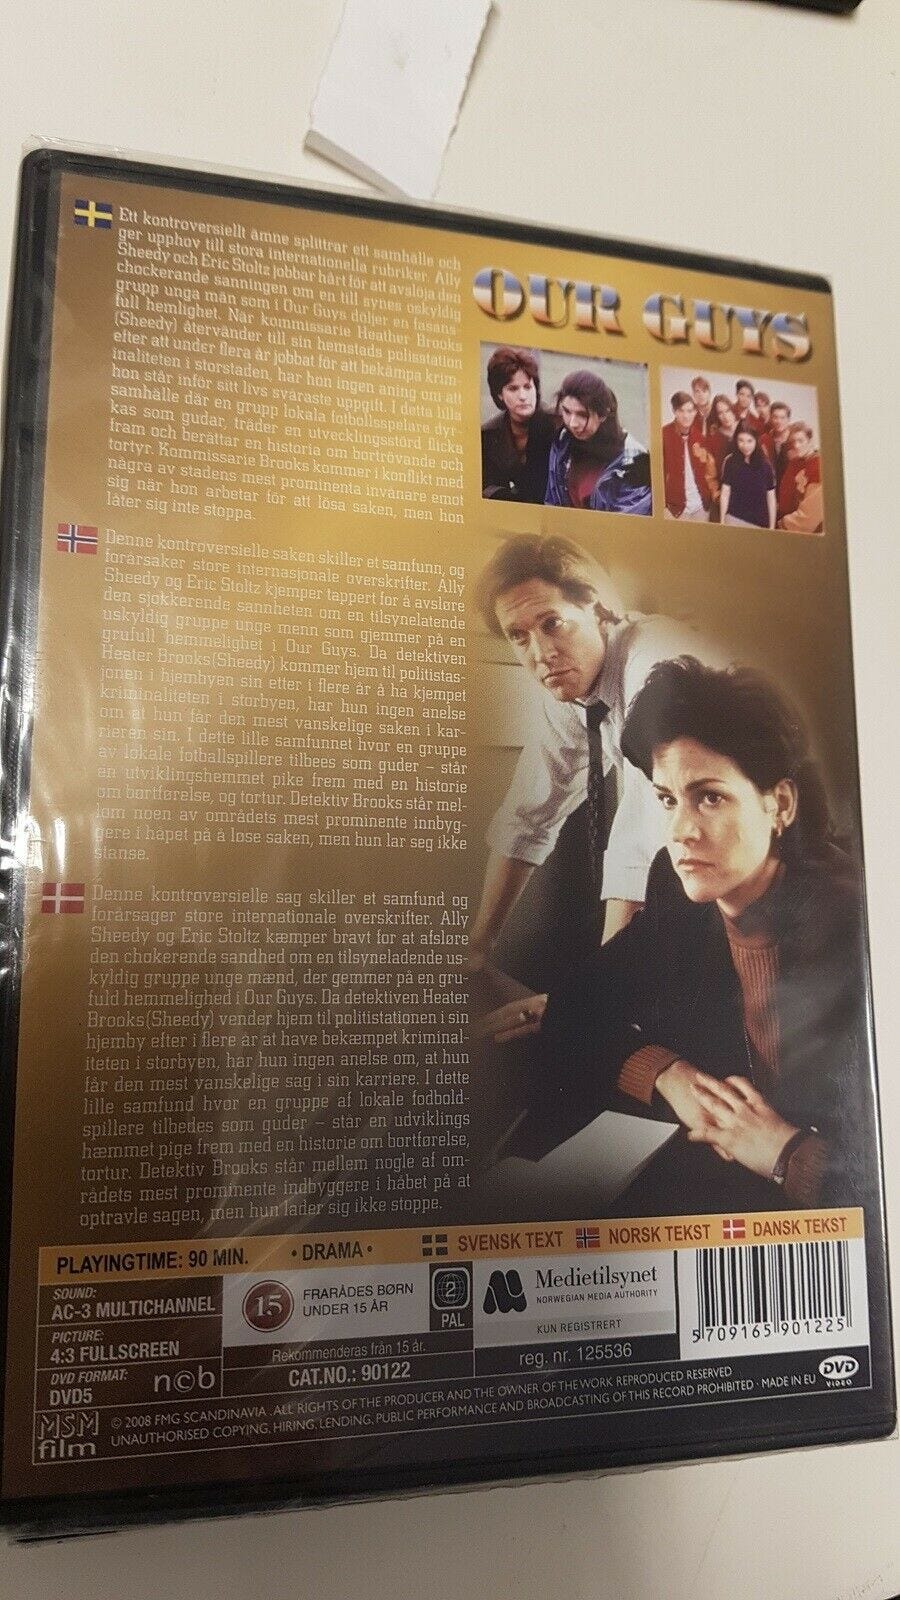 Ett kontroversiellt ämne splittrar ett samhälle och
ger upphov till stora internationella rubriker. Ally
Sheedy och Eric Stoltz jobbar hårt för att avslöja den
chockerande sanningen om en till synes oskyldig
grupp unga män som i Our Guys döljer en fasans-
full hemlighet. När kommissarie Heather Brooks
(Sheedy) återvänder till sin hemstads polisstation
efter att under flera år jobbat för att bekämpa krim-
inaliteten i storstaden, har hon ingen aning om att
hon står inför sitt livs svåraste uppgift. I detta lilla
samhälle där en grupp lokala fotbollsspelare dyr-
kas som gudar, träder en utvecklingsstörd flicka
fram och berättar en historia om bortrövande och
tortyr. Kommissarie Brooks kommer i konflikt med
några av stadens mest prominenta invånare emot
sig när hon arbetar för att lösa saken, men hon
låter sig inte stoppa.
OUR GUYS
Denne kontroversielle saken skiller et samfunn, og
forårsaker store internasjonale overskrifter. Ally
Sheedy og Eric Stoltz kjemper tappert for å avsløre
den sjokkerende sannheten om en tilsynelatende
uskyldig gruppe unge menn som gjemmer på en
grufull hemmelighet i Our Guys. Da detektiven
Heater Brooks(Sheedy) kommer hjem til politistas-
jonen i hjembyen sin etter i flere år å ha kjempet
kriminaliteten i storbyen, har hun ingen anelse
om at hun får den mest vanskelige saken i kar-
rieren sin. I dette lille samfunnet hvor en gruppe
av lokale fotballspillere tilbees som guder – står
en utviklingshemmet pike frem med en historie
om bortførelse, og tortur. Detektiv Brooks står mel-
lom noen av områdets mest prominente innbyg-
gere i håpet på å løse saken, men hun lar seg ikke
stanse.
Denne kontroversielle sag skiller et samfund og
forårsager store internationale overskrifter. Ally
Sheedy og Eric Stoltz kæmper bravt for at afsløre
den chokerende sandhed om en tilsyneladende us-
kyldig gruppe unge mænd, der gemmer på en gru-
fuld hemmelighed i Our Guys. Da detektiven Heater
Brooks(Sheedy) vender hjem til politistationen i sin
hjemby efter i flere år at have bekæmpet kriminal-
iteten i storbyen, har hun ingen anelse om, at hun
får den mest vanskelige sag i sin karriere. I dette
lille samfund hvor en gruppe af lokale fodbold-
spillere tilbedes som guder – står en udviklings
hæmmet pige frem med en historie om bortførelse,
tortur. Detektiv Brooks står mellem nogle af om-
rådets mest prominente indbyggere i håbet på at
optravle sagen, men hun lader sig ikke stoppe.
PLAYINGTIME: 90 MIN. • DRAMA • SVENSK TEXT NORSK TEKST DANSK TEKST
SOUND:
AC-3 MULTICHANNEL
PICTURE:
4:3 FULLSCREEN
DVD FORMAT:
DVD5
ncb
15
FRARÅDES BØRN
UNDER 15 ÅR
2
PAL
Rekommenderas från 15 år.
CAT.NO.: 90122
Medietilsynet
NORWEGIAN MEDIA AUTHORITY
KUN REGISTRERT
reg. nr. 125536
5 709165 901225
MSM
film
© 2008 FMG SCANDINAVIA . ALL RIGHTS OF THE PRODUCER AND THE OWNER OF THE WORK REPRODUCED RESERVED
UNAUTHORISED COPYING, HIRING, LENDING, PUBLIC PERFORMANCE AND BROADCASTING OF THIS RECORD PROHIBITED · MADE IN EU
DVD
VIDEO